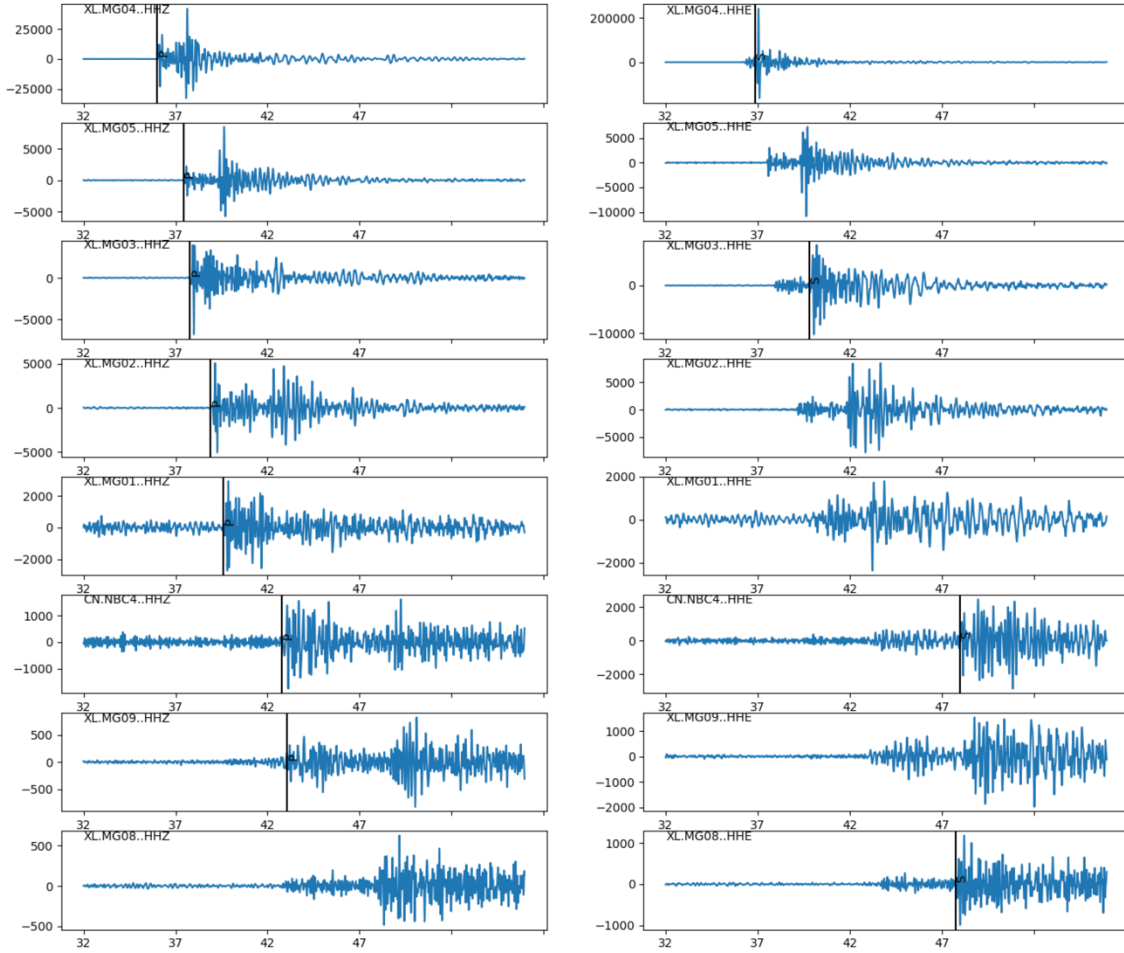 XL.MG04..HHZ
25000
0
−25000
P
32 37 42 47
XL.MG04..HHE
200000
0
S
32 37 42 47
XL.MG05..HHZ
5000
0
−5000
P
32 37 42 47
XL.MG05..HHE
5000
0
−5000
−10000
32 37 42 47
XL.MG03..HHZ
0
−5000
P
32 37 42 47
XL.MG03..HHE
0
−10000
S
32 37 42 47
XL.MG02..HHZ
5000
0
−5000
P
32 37 42 47
XL.MG02..HHE
5000
0
−5000
32 37 42 47
XL.MG01..HHZ
2000
0
−2000
P
32 37 42 47
XL.MG01..HHE
2000
0
−2000
32 37 42 47
CN.NBC4..HHZ
1000
0
−1000
P
32 37 42 47
CN.NBC4..HHE
2000
0
−2000
S
32 37 42 47
XL.MG09..HHZ
500
0
−500
P
32 37 42 47
XL.MG09..HHE
1000
0
−1000
−2000
32 37 42 47
XL.MG08..HHZ
500
0
−500
32 37 42 47
XL.MG08..HHE
1000
0
−1000
S
32 37 42 47